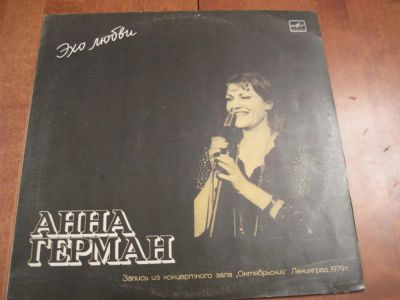 Эхо любви
АННА
ГЕРМАН
Запись из концертного зала „Октябрьский" Ленинград, 1979 г.